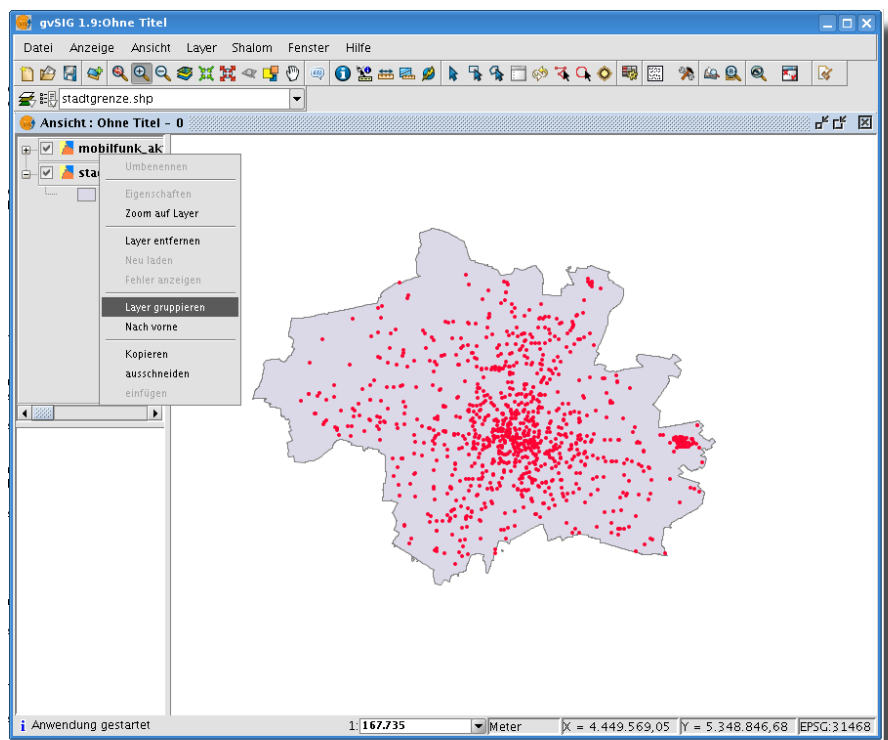 gvSIG 1.9:Ohne Titel
Datei Anzeige Ansicht Layer Shalom Fenster Hilfe
stadtgrenze.shp
Ansicht : Ohne Titel - 0
mobilfunk_ak
sta
Umbenennen
Eigenschaften
Zoom auf Layer
Layer entfernen
Neu laden
Fehler anzeigen
Layer gruppieren
Nach vorne
Kopieren
ausschneiden
einfügen
Anwendung gestartet 1: 167.735 Meter X = 4.449.569,05 Y = 5.348.846,68 EPSG:31468